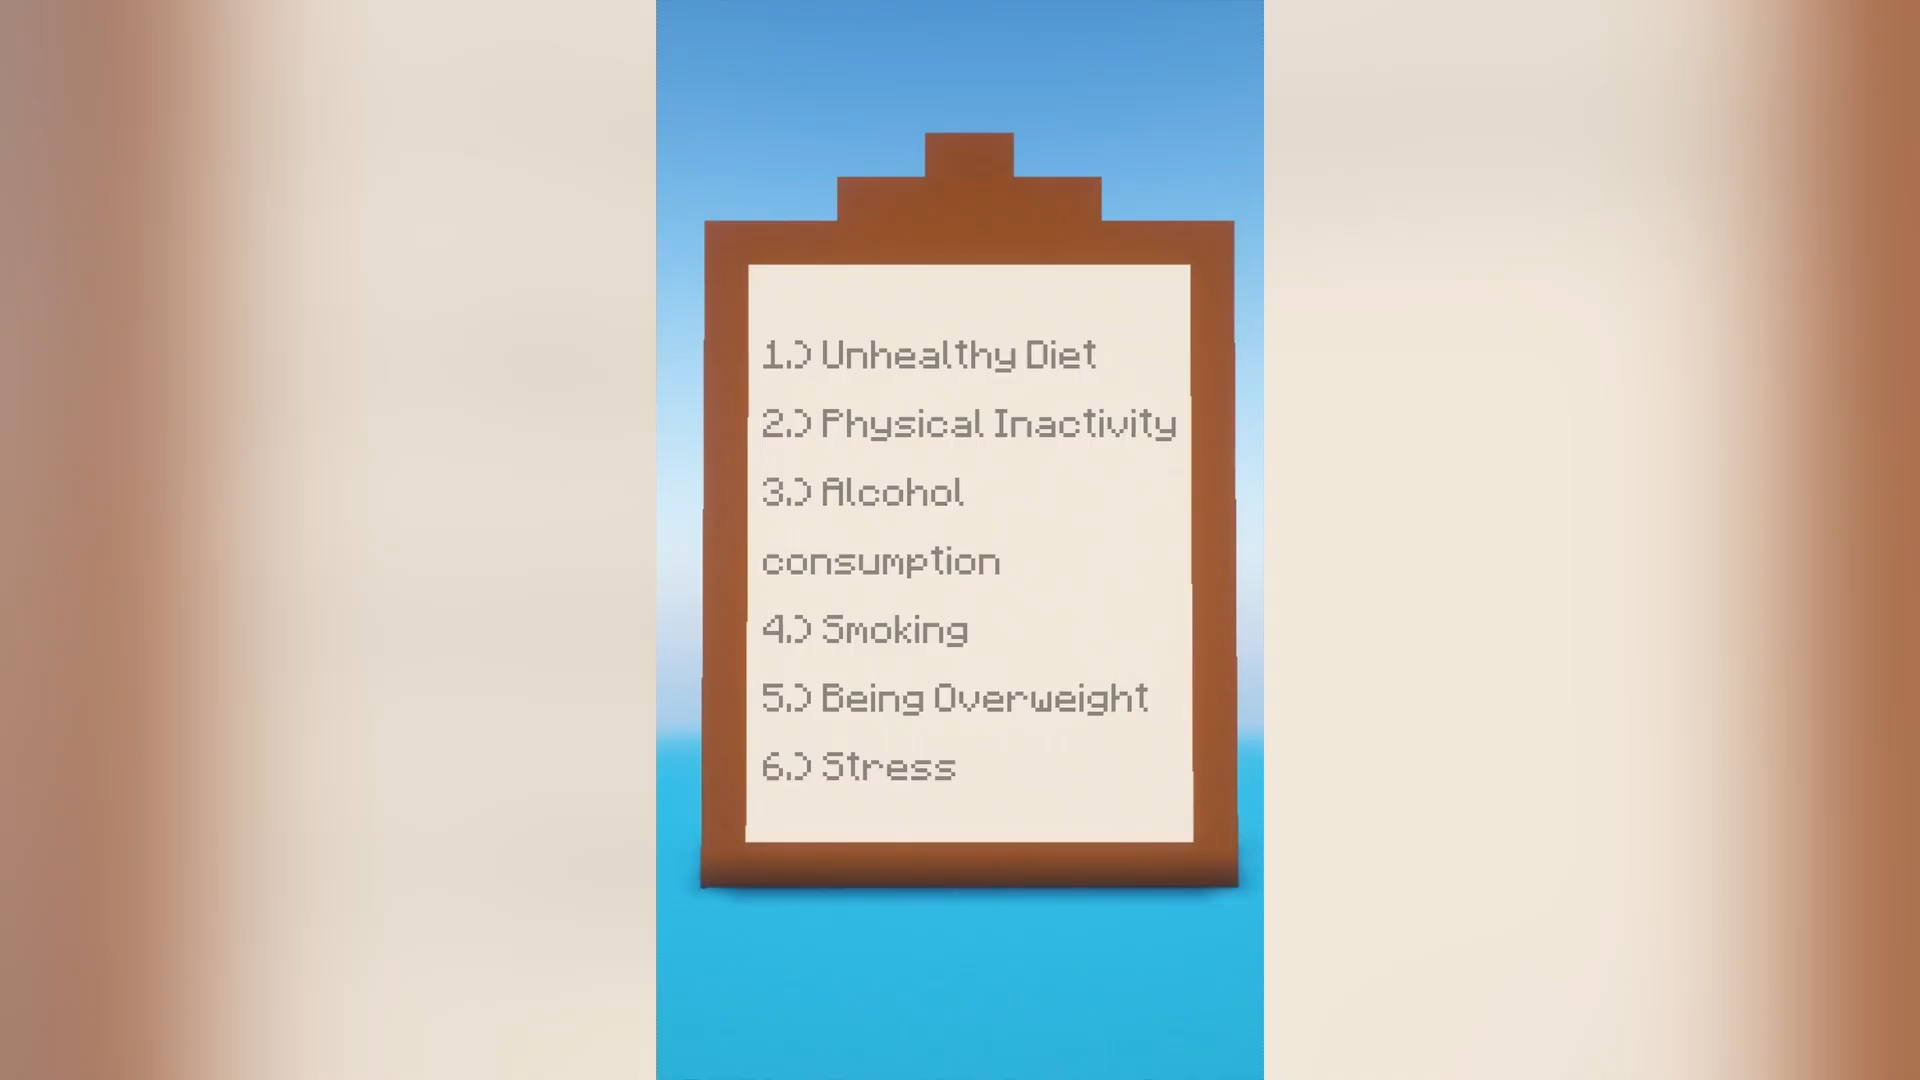 1.) Unhealthy Diet
2.) Physical Inactivity
3.) Alcohol
consumption
4.) Smoking
5.) Being Overweight
6.) Stress